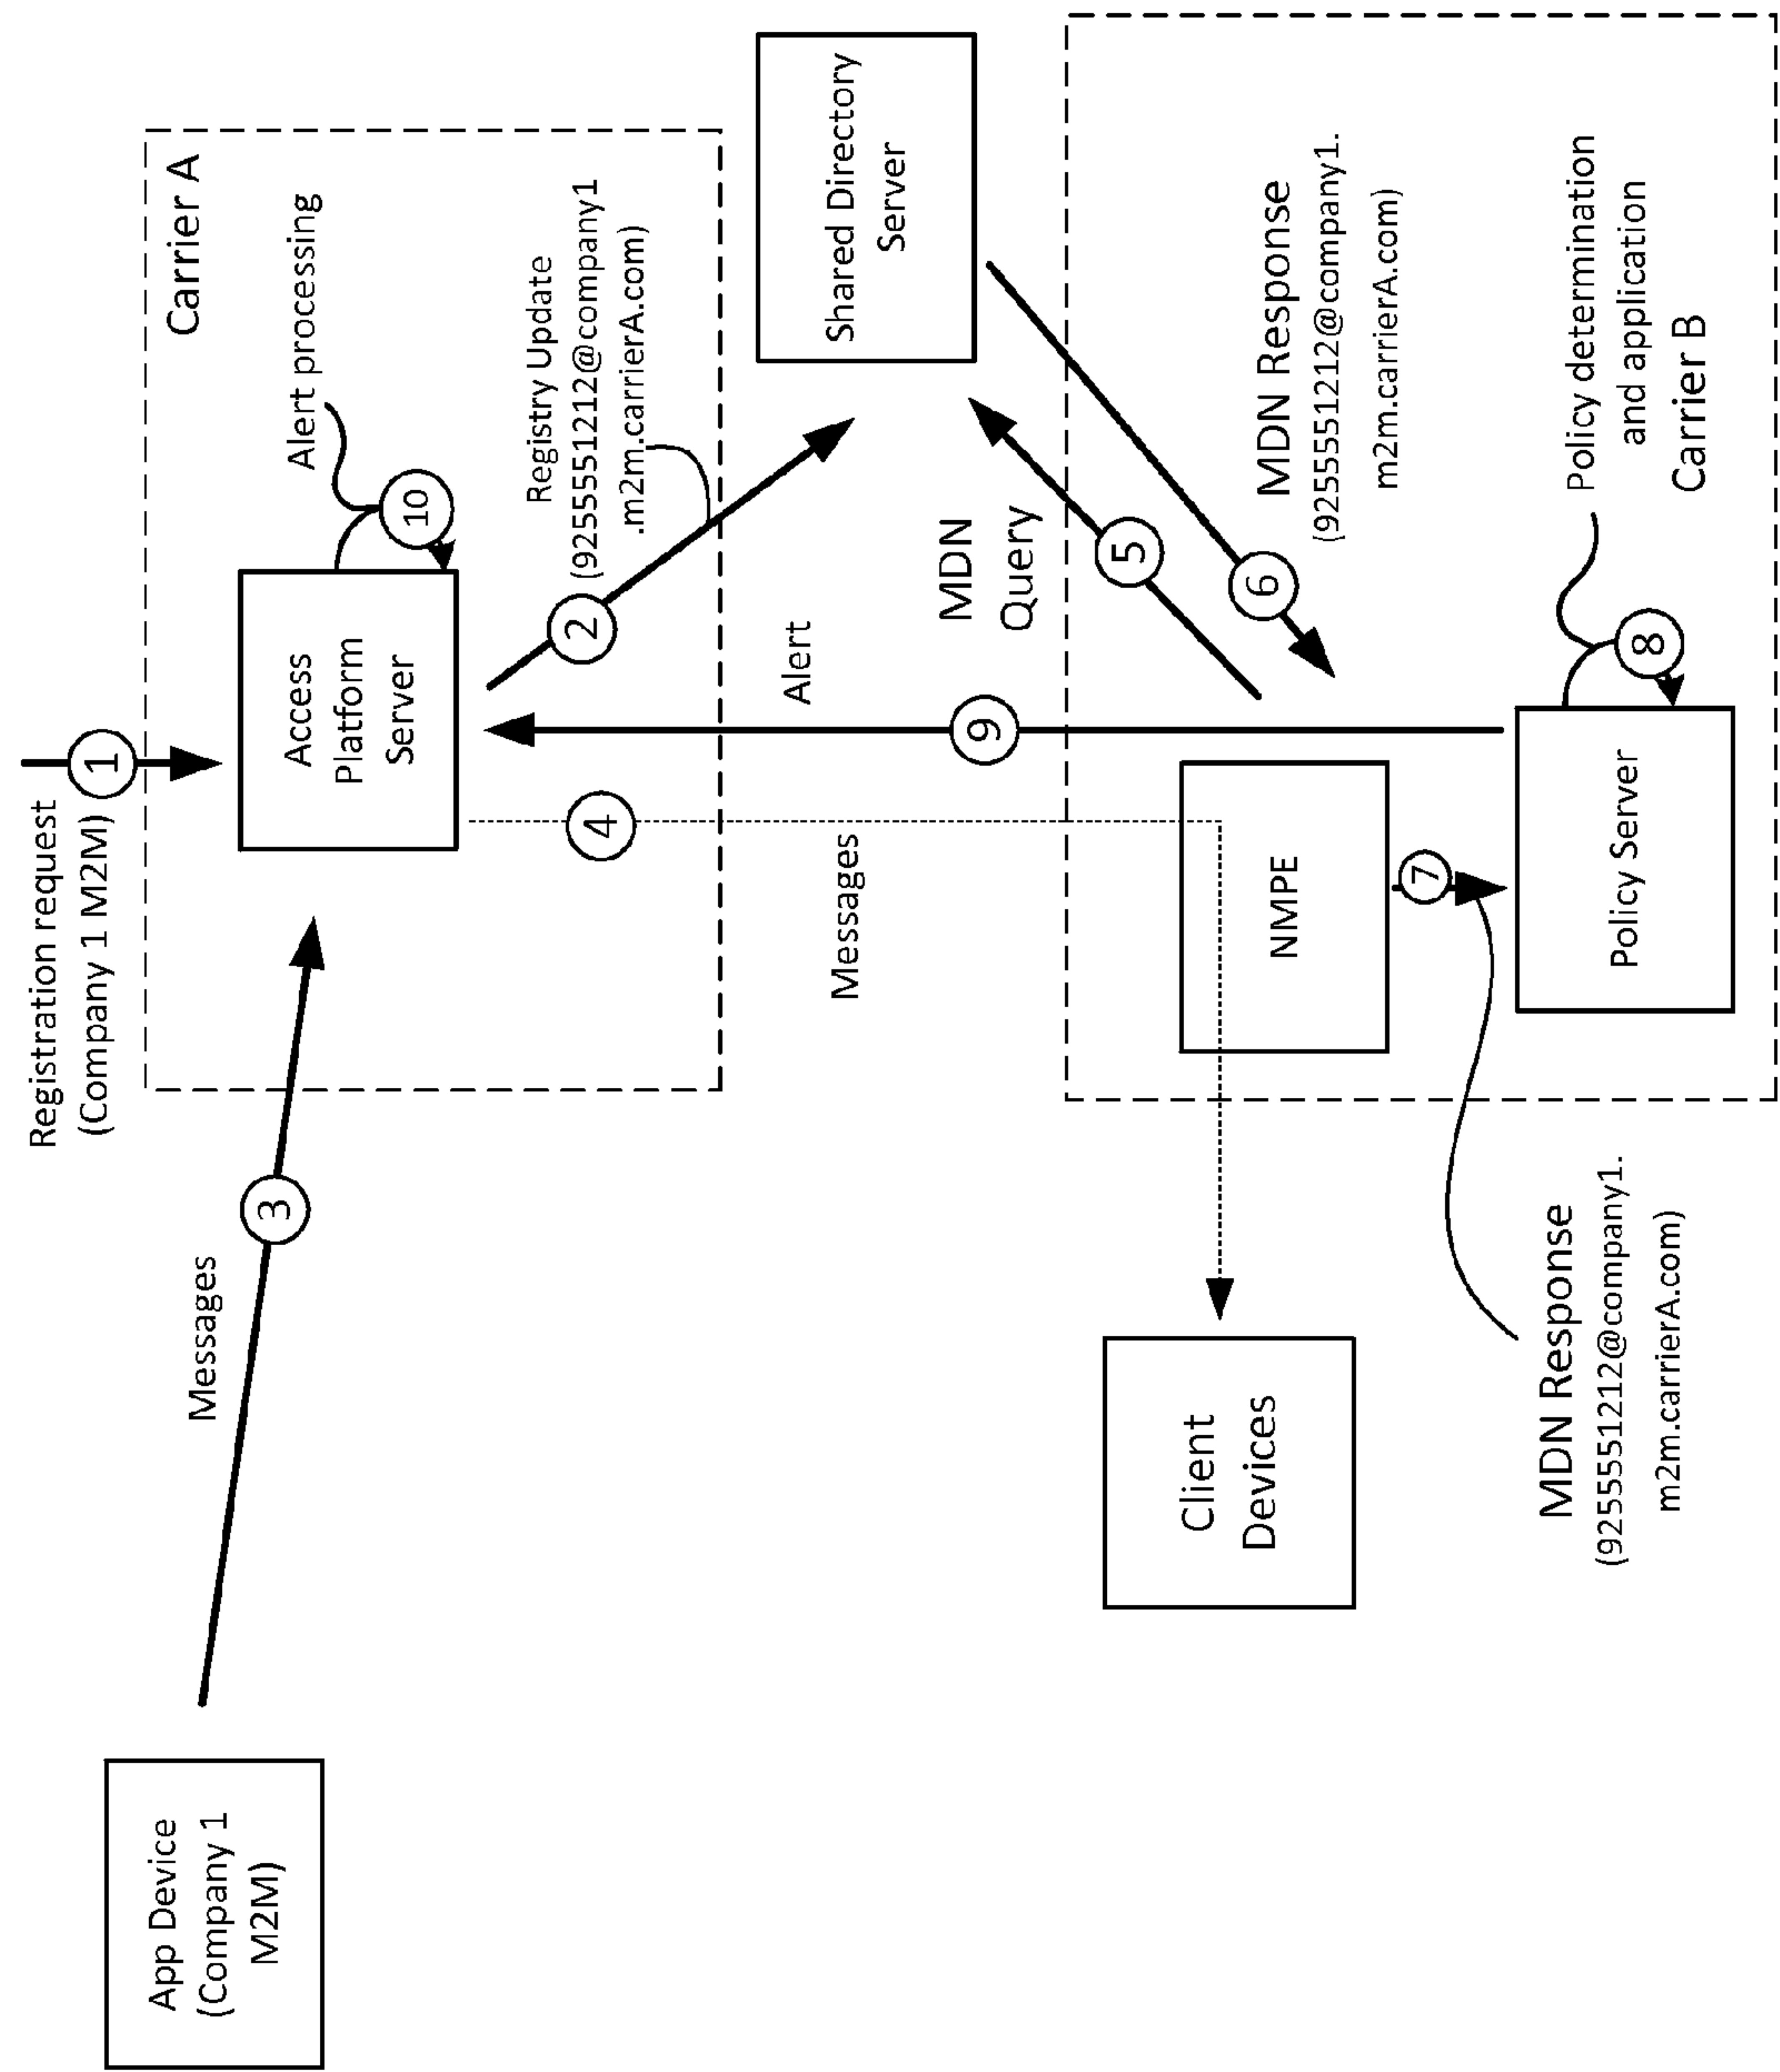 App Device
(Company 1
M2M)
Messages
3
Registration request
(Company 1 M2M)
1
Carrier A
Access
Platform
Server
Alert processing
10
2
Registry Update
(9255551212@company1
.m2m.carrierA.com)
4
Messages
9
Alert
Shared Directory
Server
MDN
Query
5
6
MDN Response
(9255551212@company1.
m2m.carrierA.com)
Client
Devices
NMPE
7
MDN Response
(9255551212@company1.
m2m.carrierA.com)
Policy Server
8
Policy determination
and application
Carrier B